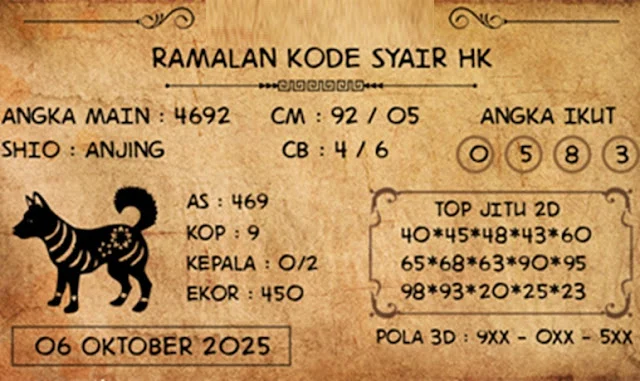 RAMALAN KODE SYAIR HK
ANGKA MAIN : 4692
CM : 92 / 05
ANGKA IKUT
SHIO : ANJING
CB : 4 / 6
0 5 8 3
AS : 469
KOP : 9
KEPALA : 0/2
EKOR : 450
TOP JITU 2D
40*45*48*43*60
65*68*63*90*95
98*93*20*25*23
06 OKTOBER 2025
POLA 3D : 9XX - 0XX - 5XX